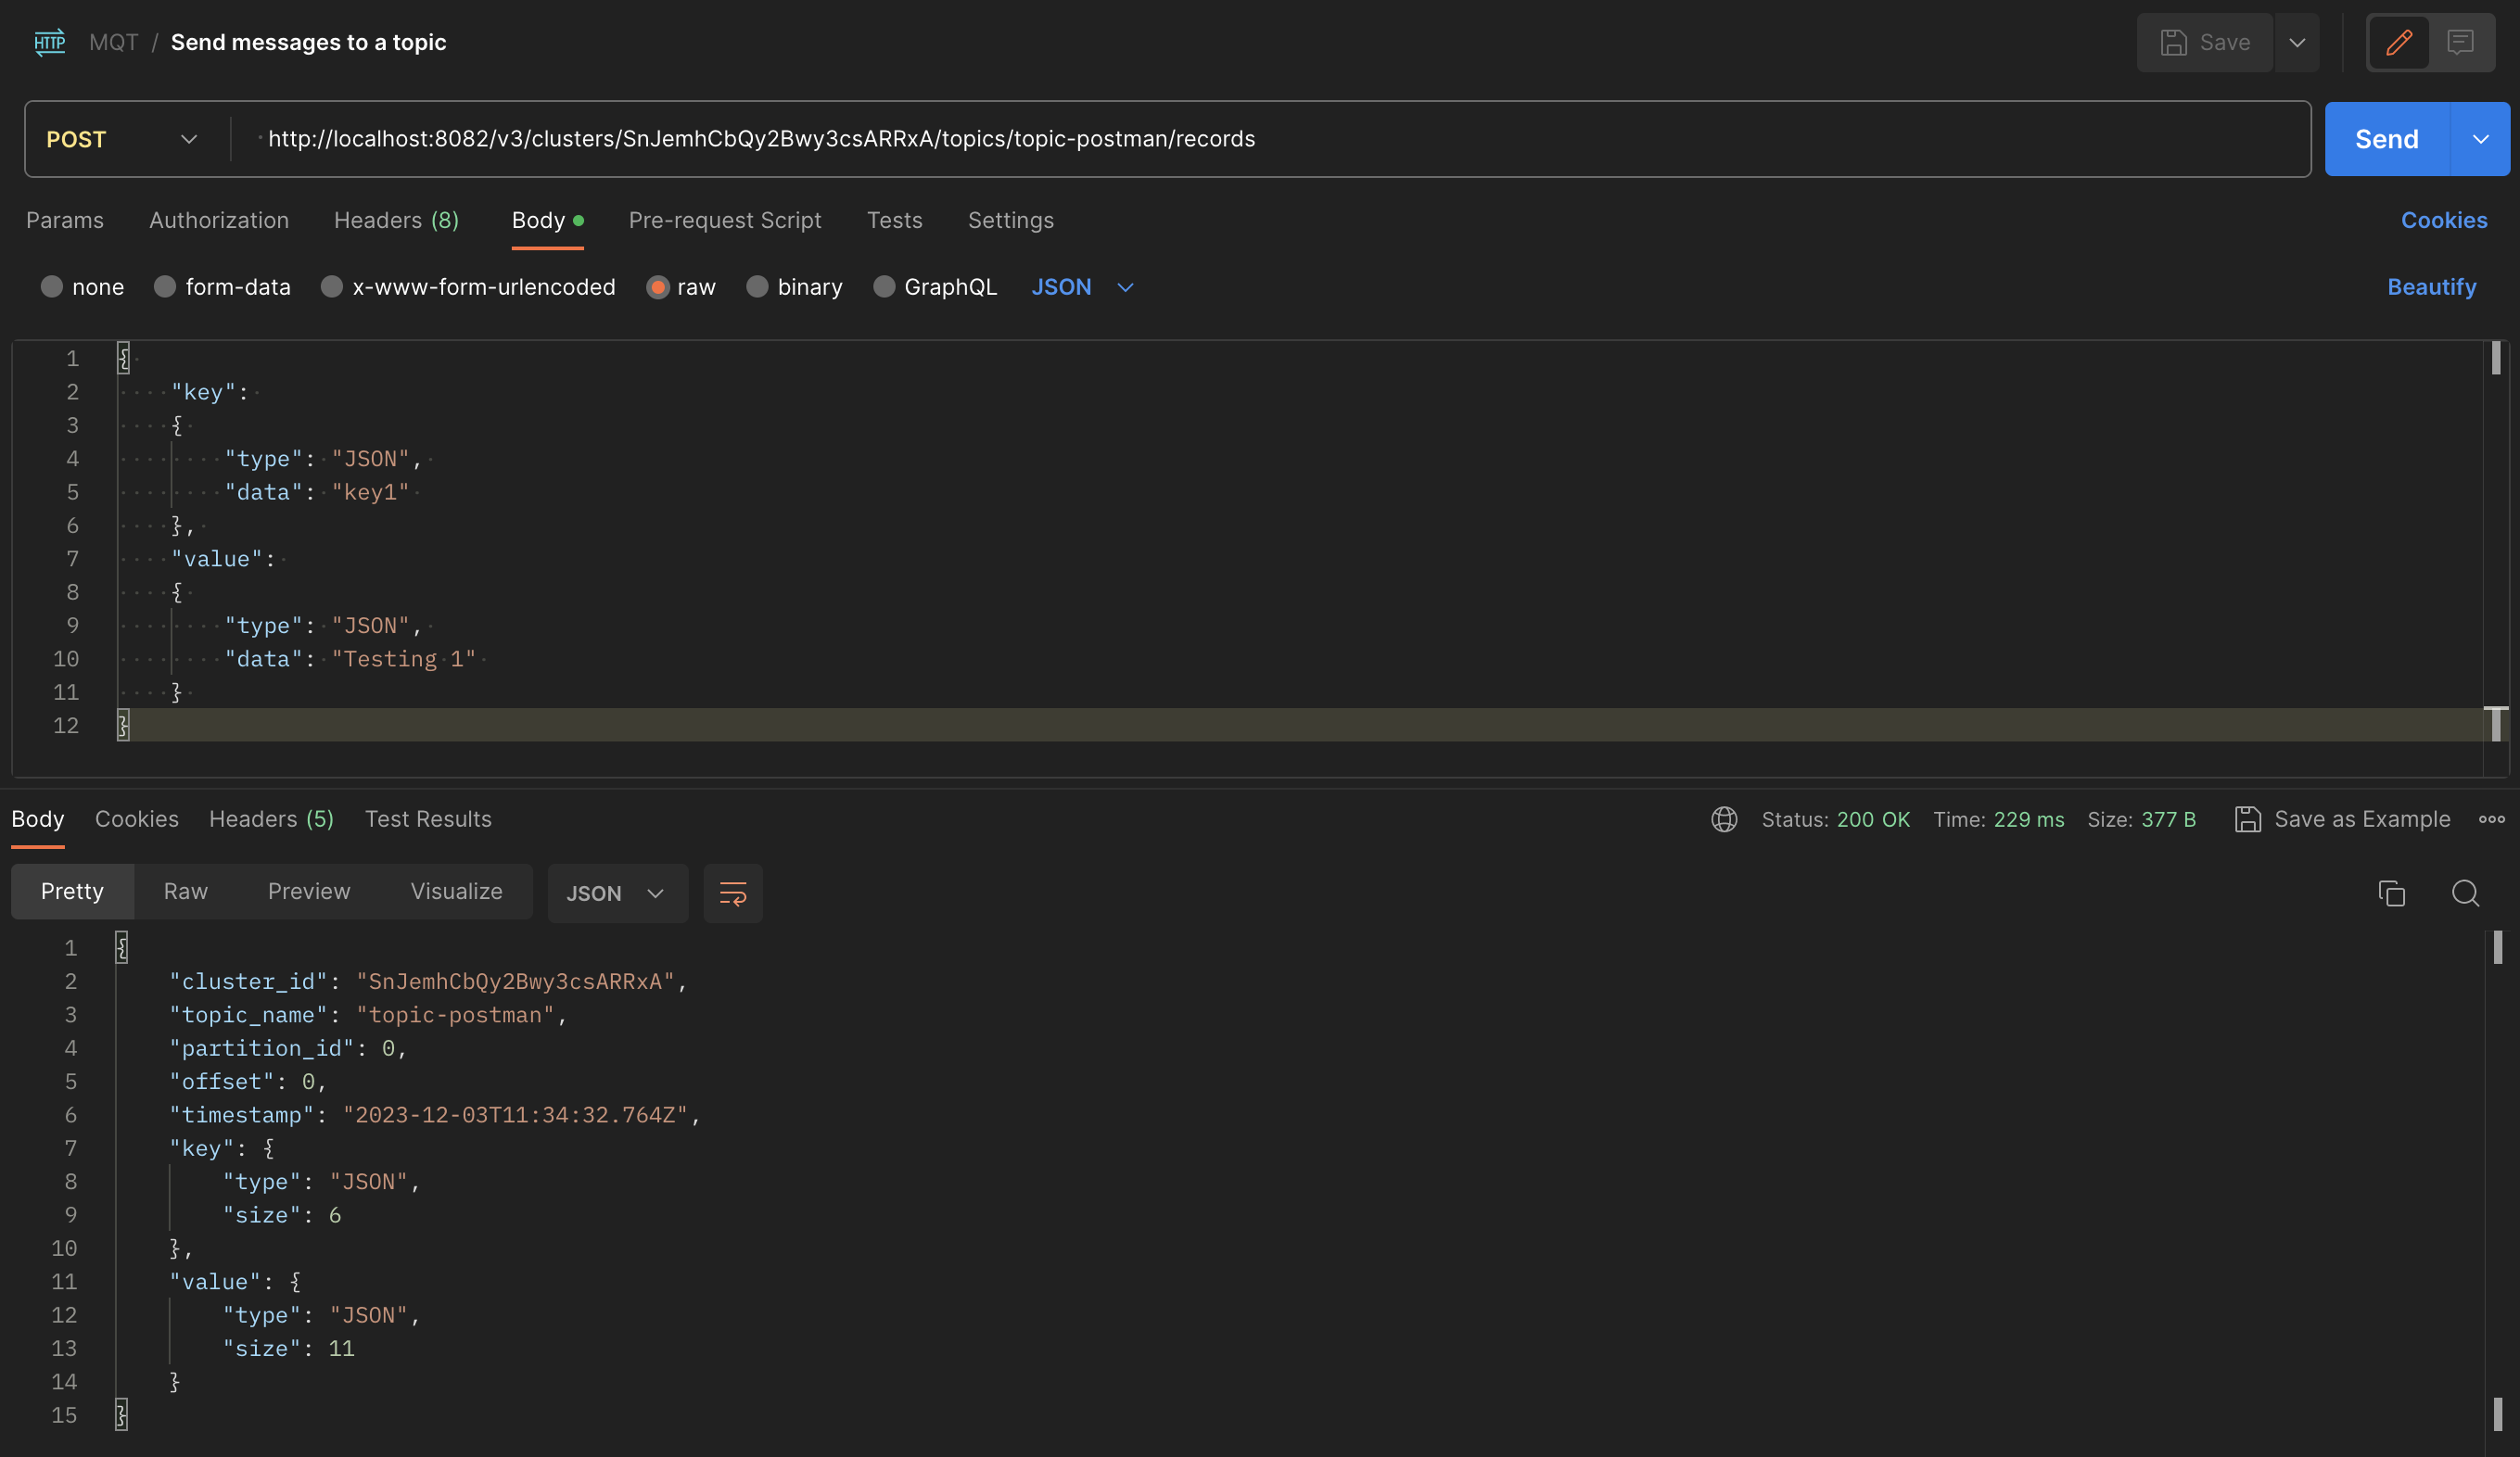 HTTP MQT / Send messages to a topic Save
POST http://localhost:8082/v3/clusters/SnJemhCbQy2Bwy3csARRxA/topics/topic-postman/records Send
Params Authorization Headers (8) Body Pre-request Script Tests Settings Cookies
none form-data x-www-form-urlencoded raw binary GraphQL JSON Beautify
1 {
2 "key":
3 {
4 "type": "JSON",
5 "data": "key1"
6 },
7 "value":
8 {
9 "type": "JSON",
10 "data": "Testing 1"
11 }
12 }
Body Cookies Headers (5) Test Results Status: 200 OK Time: 229 ms Size: 377 B Save as Example
Pretty Raw Preview Visualize JSON
1 {
2 "cluster_id": "SnJemhCbQy2Bwy3csARRxA",
3 "topic_name": "topic-postman",
4 "partition_id": 0,
5 "offset": 0,
6 "timestamp": "2023-12-03T11:34:32.764Z",
7 "key": {
8 "type": "JSON",
9 "size": 6
10 },
11 "value": {
12 "type": "JSON",
13 "size": 11
14 }
15 }